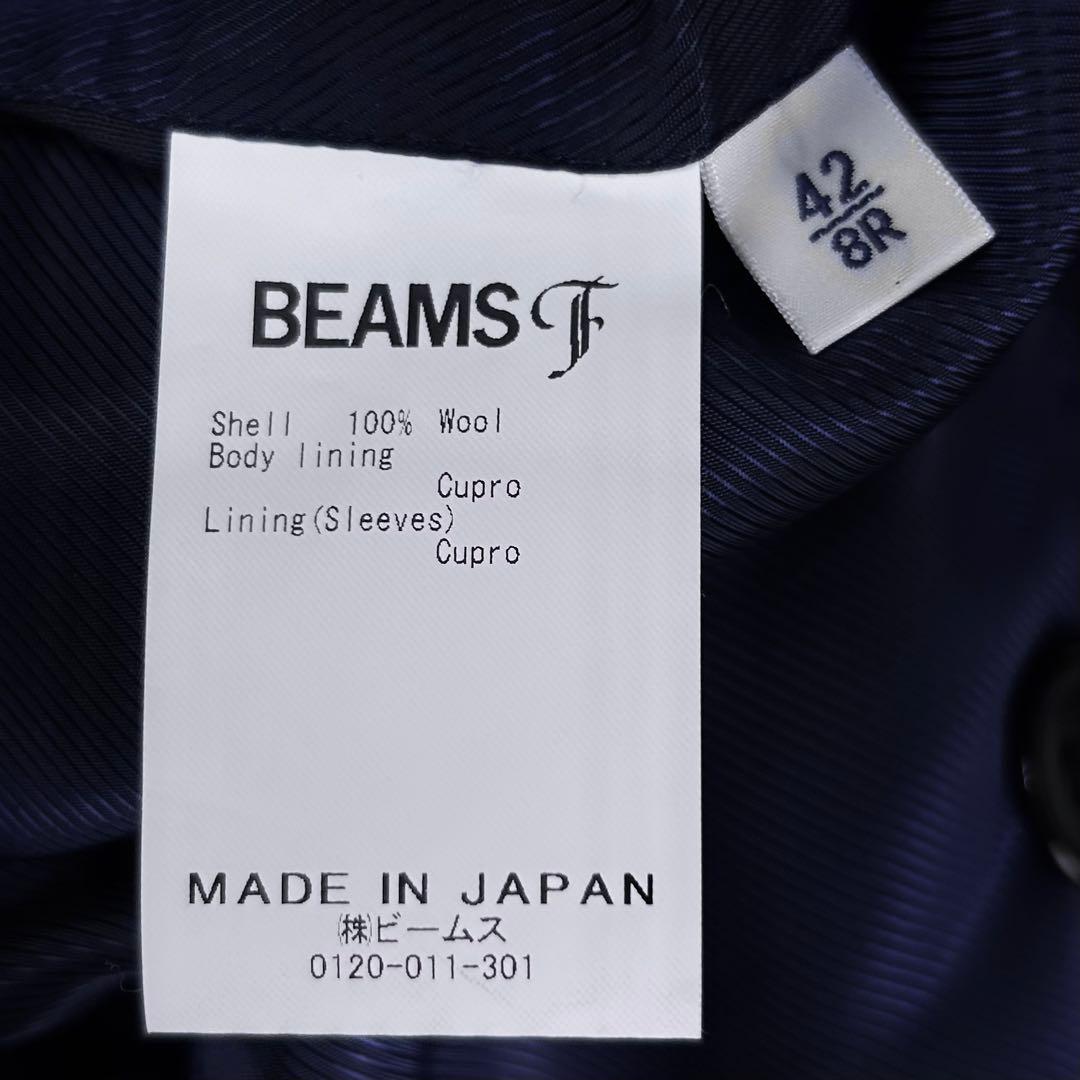 BEAMS F
Shell 100% Wool
Body lining
Cupro
Lining(Sleeves)
Cupro
MADE IN JAPAN
㈱ビームス
0120-011-301
42
8R